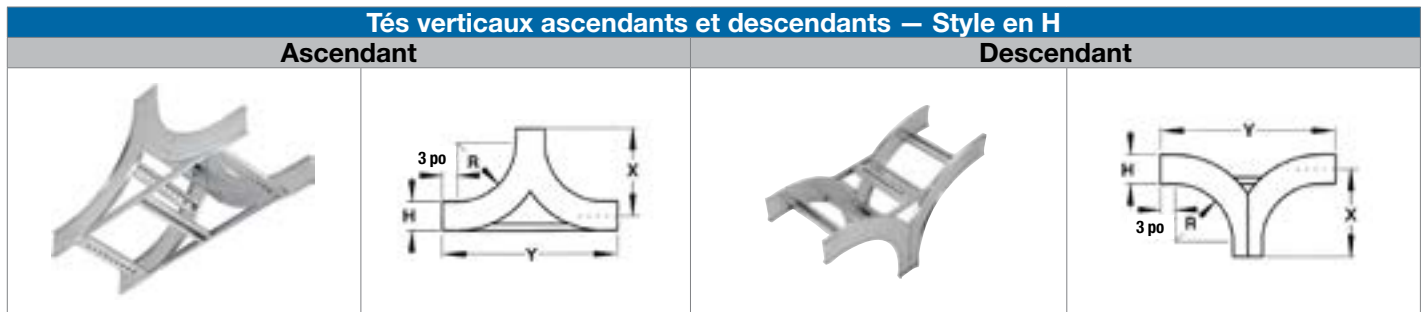 Tés verticaux ascendants et descendants — Style en H
Ascendant
Descendant
3 po
R
X
H
Y
Y
H
3 po
R
X